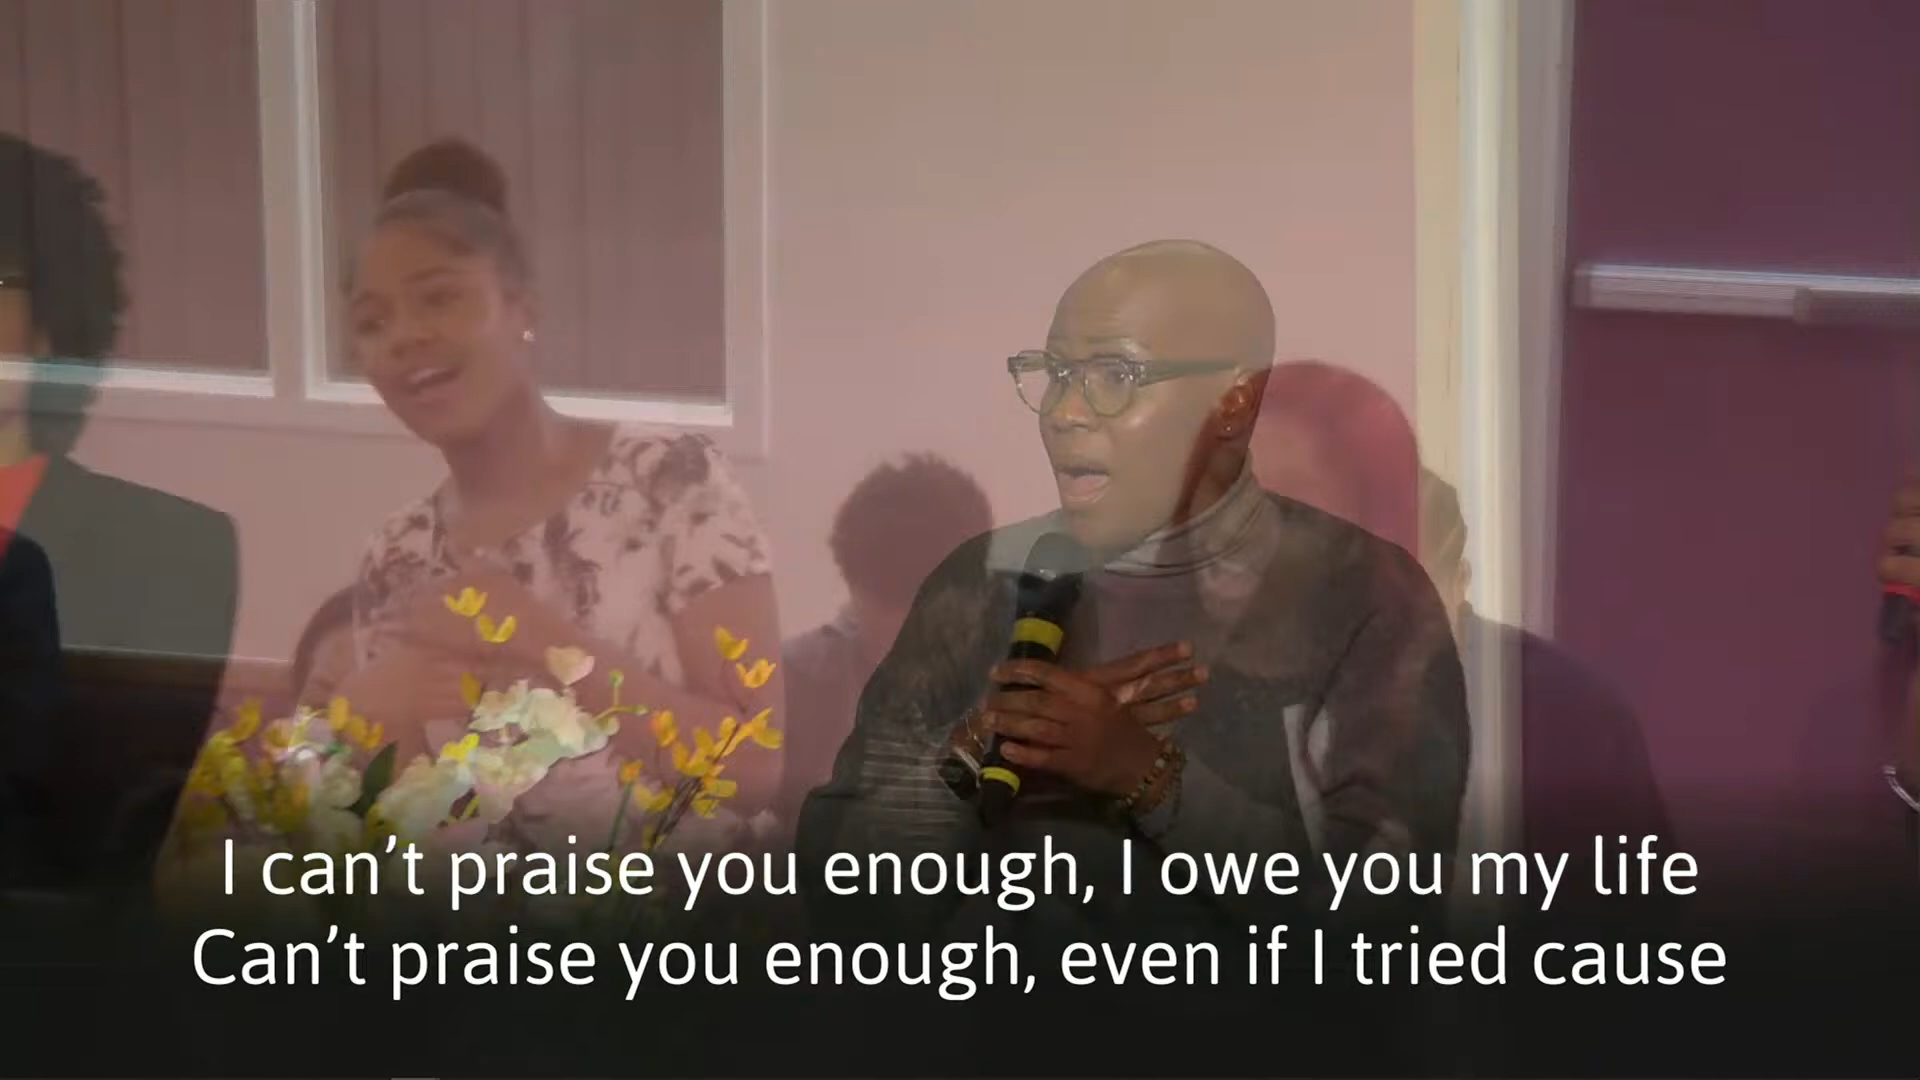 I can’t praise you enough, I owe you my life
Can’t praise you enough, even if I tried cause